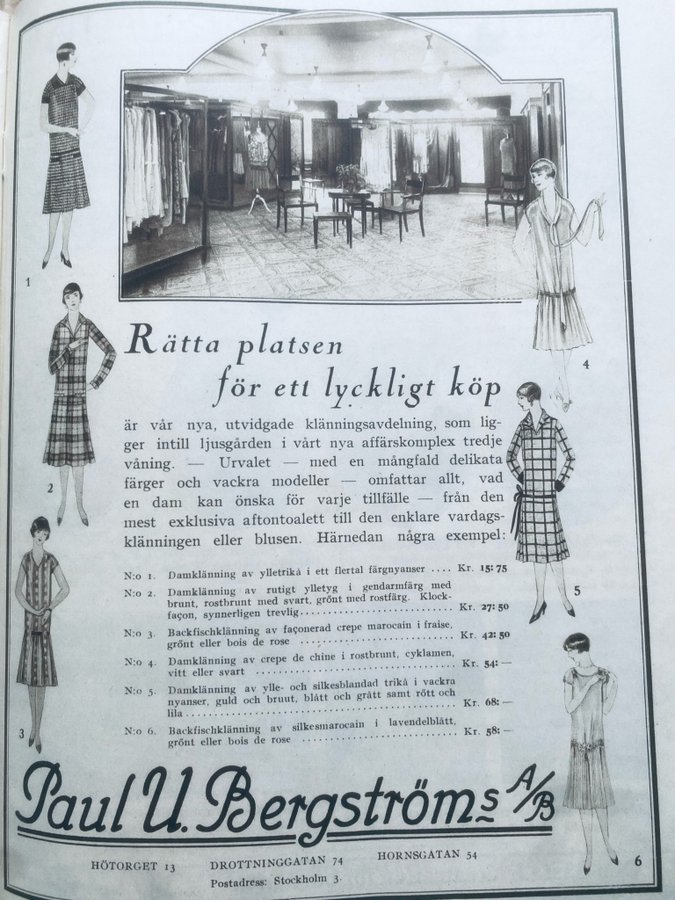 1
4
Rätta platsen
för ett lyckligt köp
är vår nya, utvidgade klänningsavdelning, som lig-
ger intill ljusgården i vårt nya affärskomplex tredje
våning. — Urvalet — med en mångfald delikata
färger och vackra modeller — omfattar allt, vad
en dam kan önska för varje tillfälle — från den
mest exklusiva aftontoalett till den enklare vardags-
klänningen eller blusen. Härnedan några exempel:
2
5
N:o 1. Damklänning av ylletrikå i ett flertal färgnyanser .... Kr. 15:75
N:o 2. Damklänning av rutigt ylletyg i gendarmfärg med
brunt, rostbrunt med svart, grönt med rostfärg. Klock-
façon, synnerligen trevlig.................... Kr. 27:50
N:o 3. Backfischklänning av façonerad crepe marocain i fraise,
grönt eller bois de rose .................... Kr. 42:50
N:o 4. Damklänning av crepe de chine i rostbrunt, cyklamen,
vitt eller svart .................... Kr. 54:—
N:o 5. Damklänning av ylle- och silkesblandad trikå i vackra
nyanser, guld och brunt, blått och grått samt rött och
lila .................... Kr. 68:—
N:o 6. Backfischklänning av silkesmarocain i lavendelblått,
grönt eller bois de rose .................... Kr. 58:—
3
Paul U. Bergströms A/B
HÖTORGET 13 DROTTNINGGATAN 74 HORNSGATAN 54
Postadress: Stockholm 3.
6